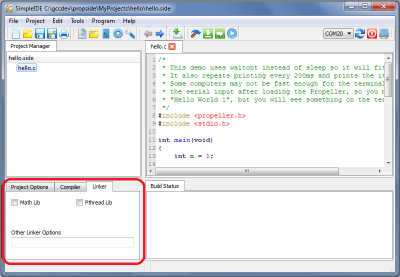 SimpleIDE C:\gccdev\propside\MyProjects\hello\hello.side
File Project Edit Tools Program Help
COM20
Project Manager
hello.side
hello.c
hello.c
1 /*
2 * This demo uses waitcnt instead of sleep so it will fit
3 * It also repeats printing every 200ms and prints the it
4 * Some computers may not be fast enough for the terminal
5 * the serial input after loading the Propeller, so you m
6 * "Hello World 1", but you will see something on the ter
7 */
8 #include <propeller.h>
9 #include <stdio.h>
10
11 int main(void)
12 {
13 int n = 1;
Project Options Compiler Linker
Math Lib Pthread Lib
Other Linker Options
Build Status